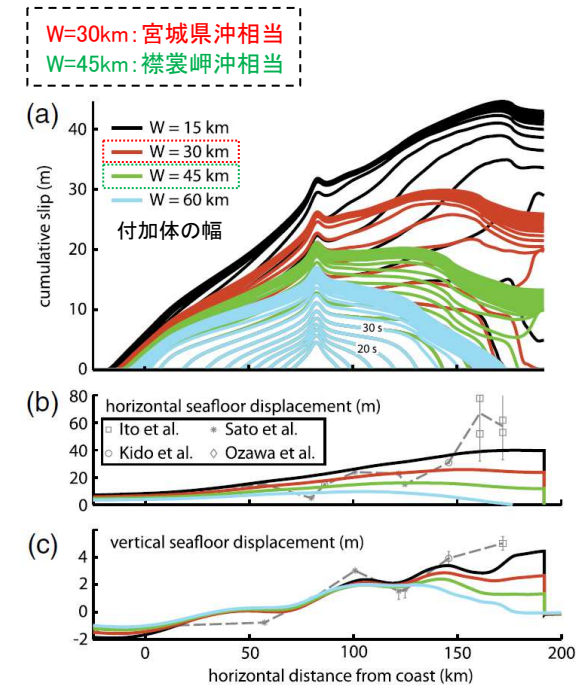 W=30km:宮城県沖相当
W=45km:襟裳岬沖相当
(a)
40
30
20
10
0
cumulative slip (m)
W = 15 km
W = 30 km
W = 45 km
W = 60 km
付加体の幅
30 s
20 s
(b)
80
60
40
20
0
horizontal seafloor displacement (m)
Ito et al. Sato et al.
Kido et al. Ozawa et al.
(c)
4
2
0
-2
vertical seafloor displacement (m)
0 50 100 150 200
horizontal distance from coast (km)